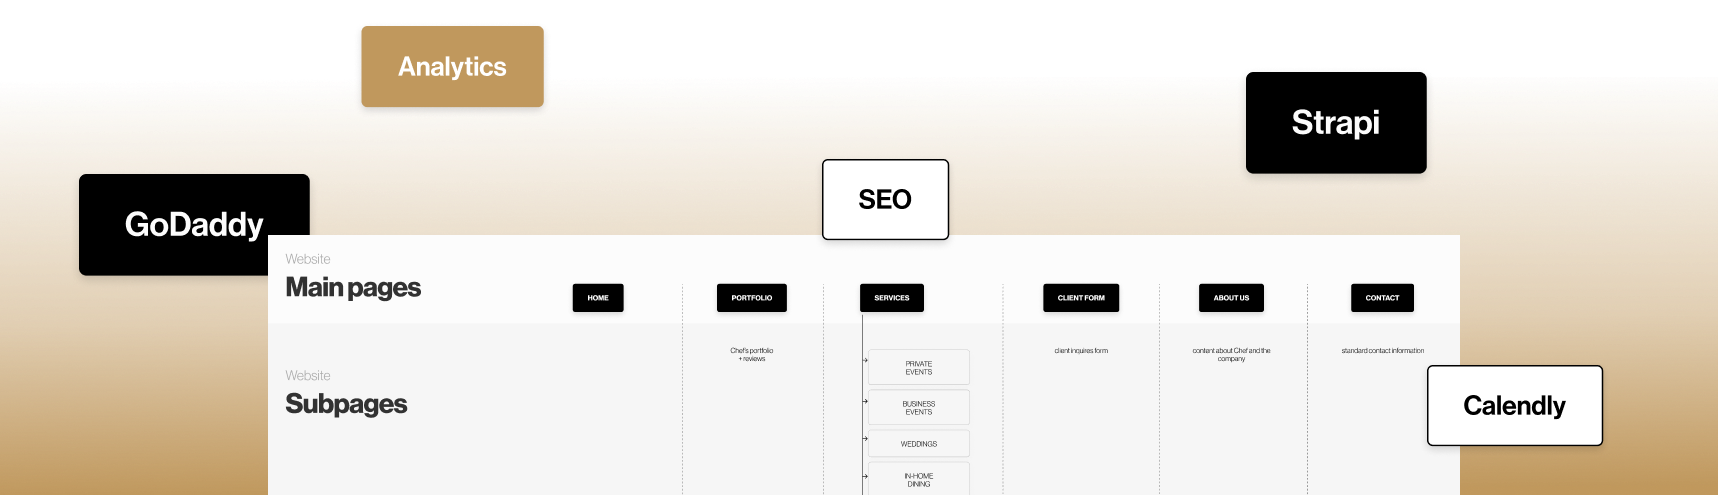 Analytics
Strapi
SEO
GoDaddy
Website
Main pages
HOME
PORTFOLIO
SERVICES
CLIENT FORM
ABOUT US
CONTACT
Chef's portfolio
+ reviews
client inquires form
content about Chef and the
company
standard contact information
Website
Subpages
PRIVATE
EVENTS
BUSINESS
EVENTS
WEDDINGS
IN-HOME
DINING
Calendly